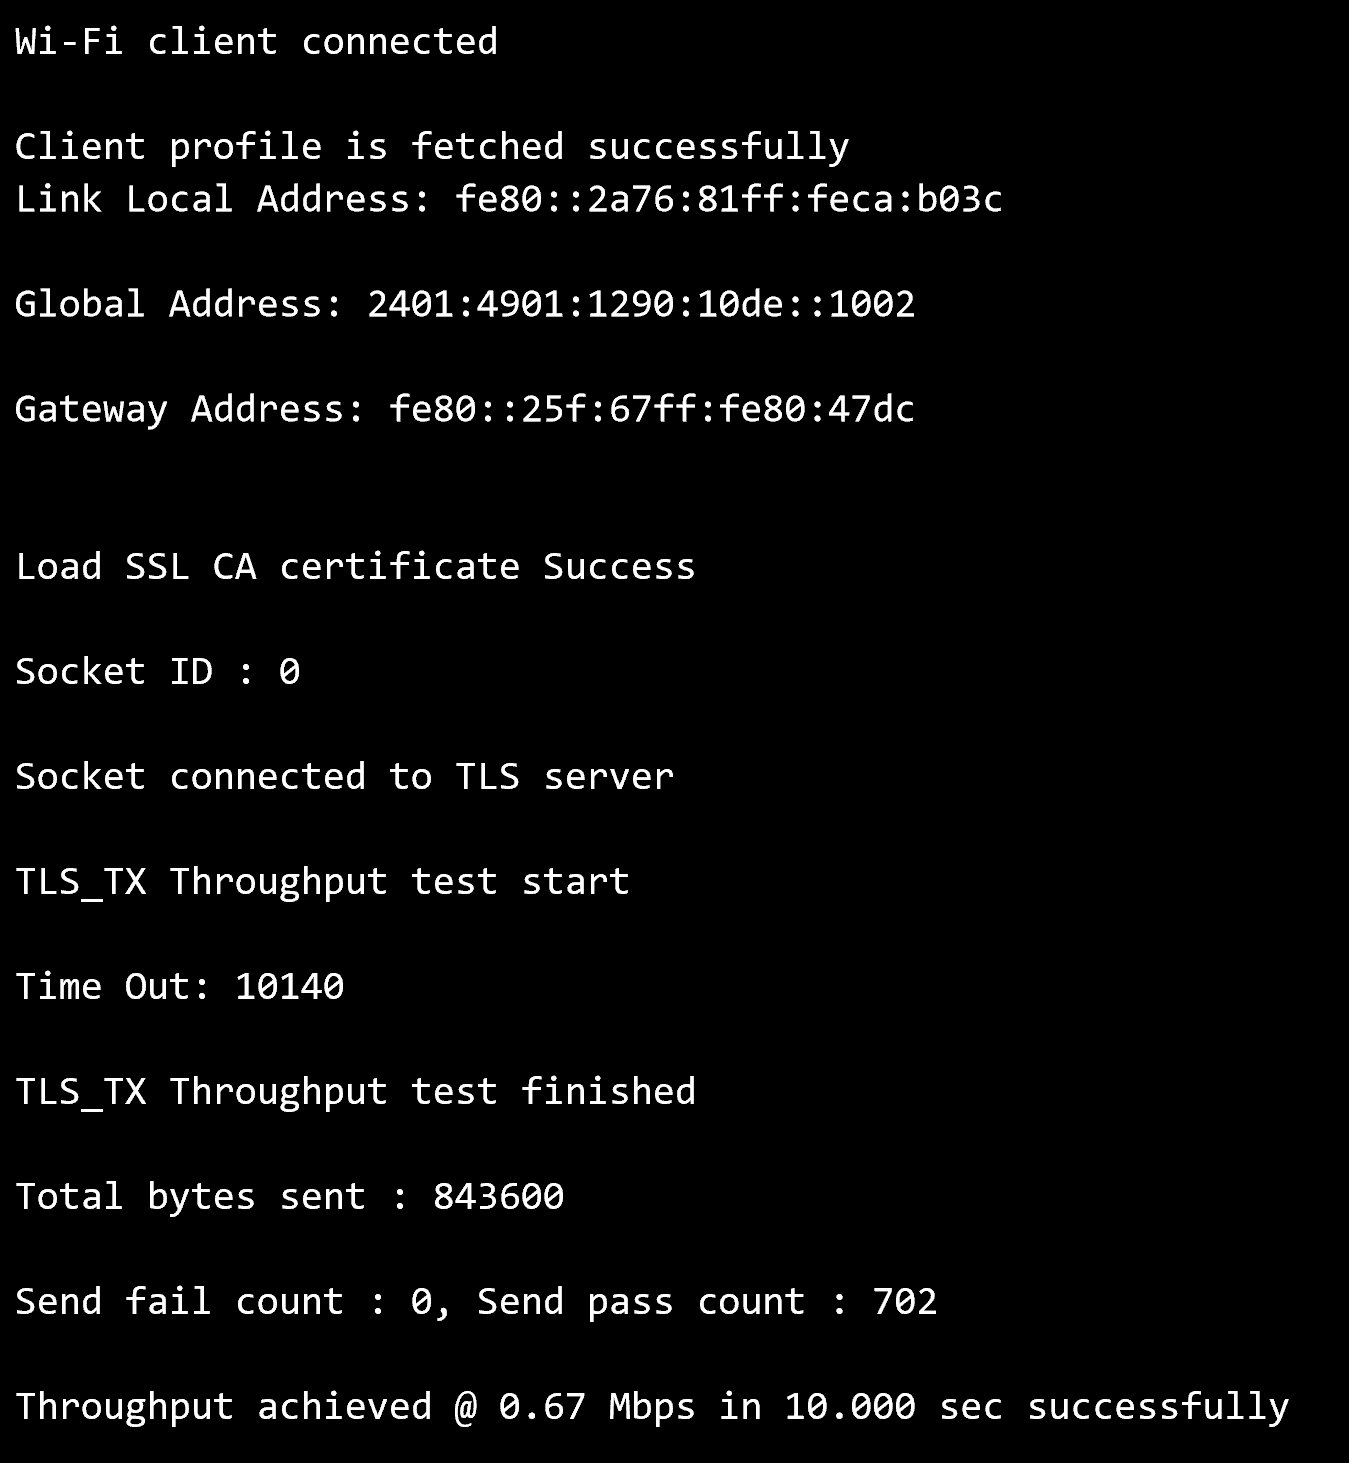 Wi-Fi client connected
Client profile is fetched successfully
Link Local Address: fe80::2a76:81ff:feca:b03c
Global Address: 2401:4901:1290:10de::1002
Gateway Address: fe80::25f:67ff:fe80:47dc
Load SSL CA certificate Success
Socket ID : 0
Socket connected to TLS server
TLS_TX Throughput test start
Time Out: 10140
TLS_TX Throughput test finished
Total bytes sent : 843600
Send fail count : 0, Send pass count : 702
Throughput achieved @ 0.67 Mbps in 10.000 sec successfully